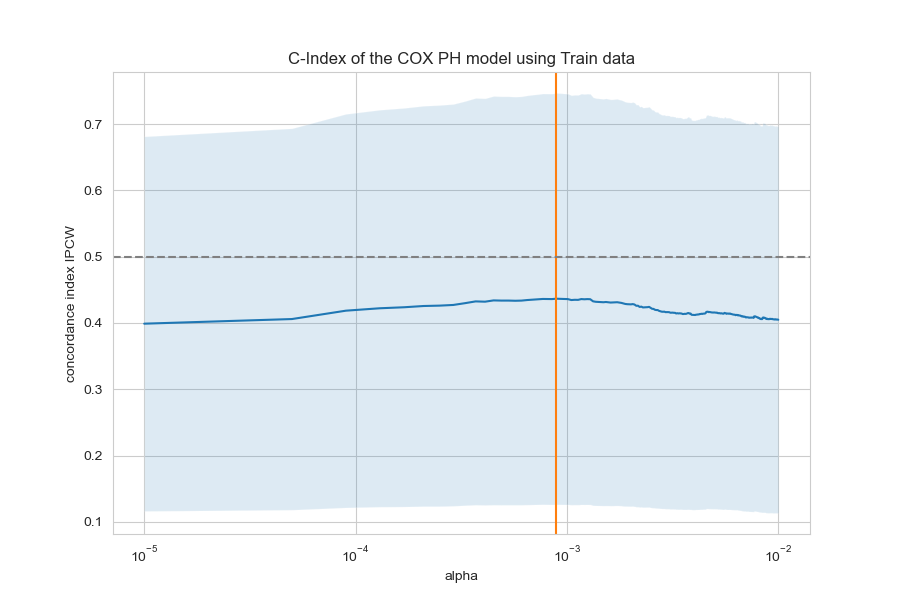 C-Index of the COX PH model using Train data
concordance index IPCW
0.7
0.6
0.5
0.4
0.3
0.2
0.1
10⁻⁵ 10⁻⁴ 10⁻³ 10⁻²
alpha